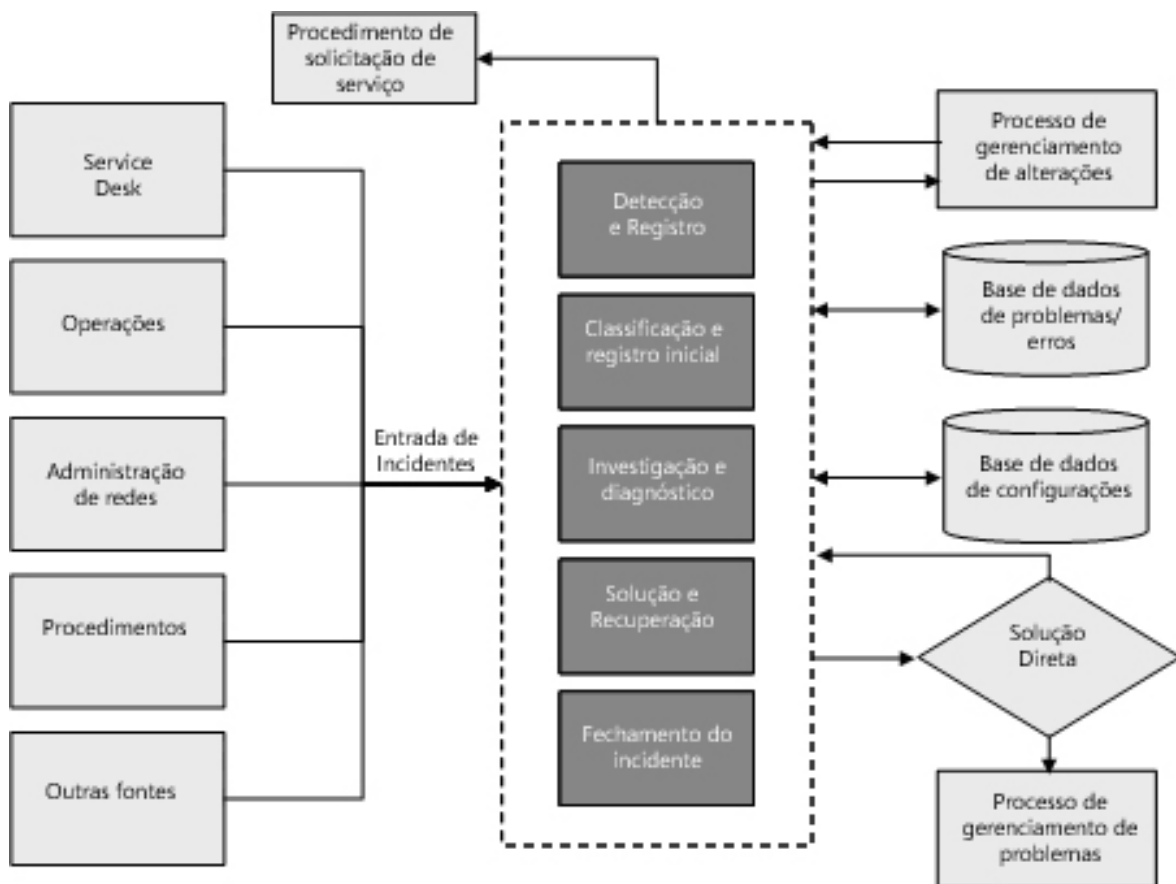 Procedimento de
solicitação de
serviço
Service
Desk
Operações
Administração
de redes
Procedimentos
Outras fontes
Entrada de
Incidentes
Detecção
e Registro
Classificação e
registro inicial
Investigação e
diagnóstico
Solução e
Recuperação
Fechamento do
incidente
Processo de
gerenciamento
de alterações
Base de dados
de problemas/
erros
Base de dados
de configurações
Solução
Direta
Processo de
gerenciamento de
problemas